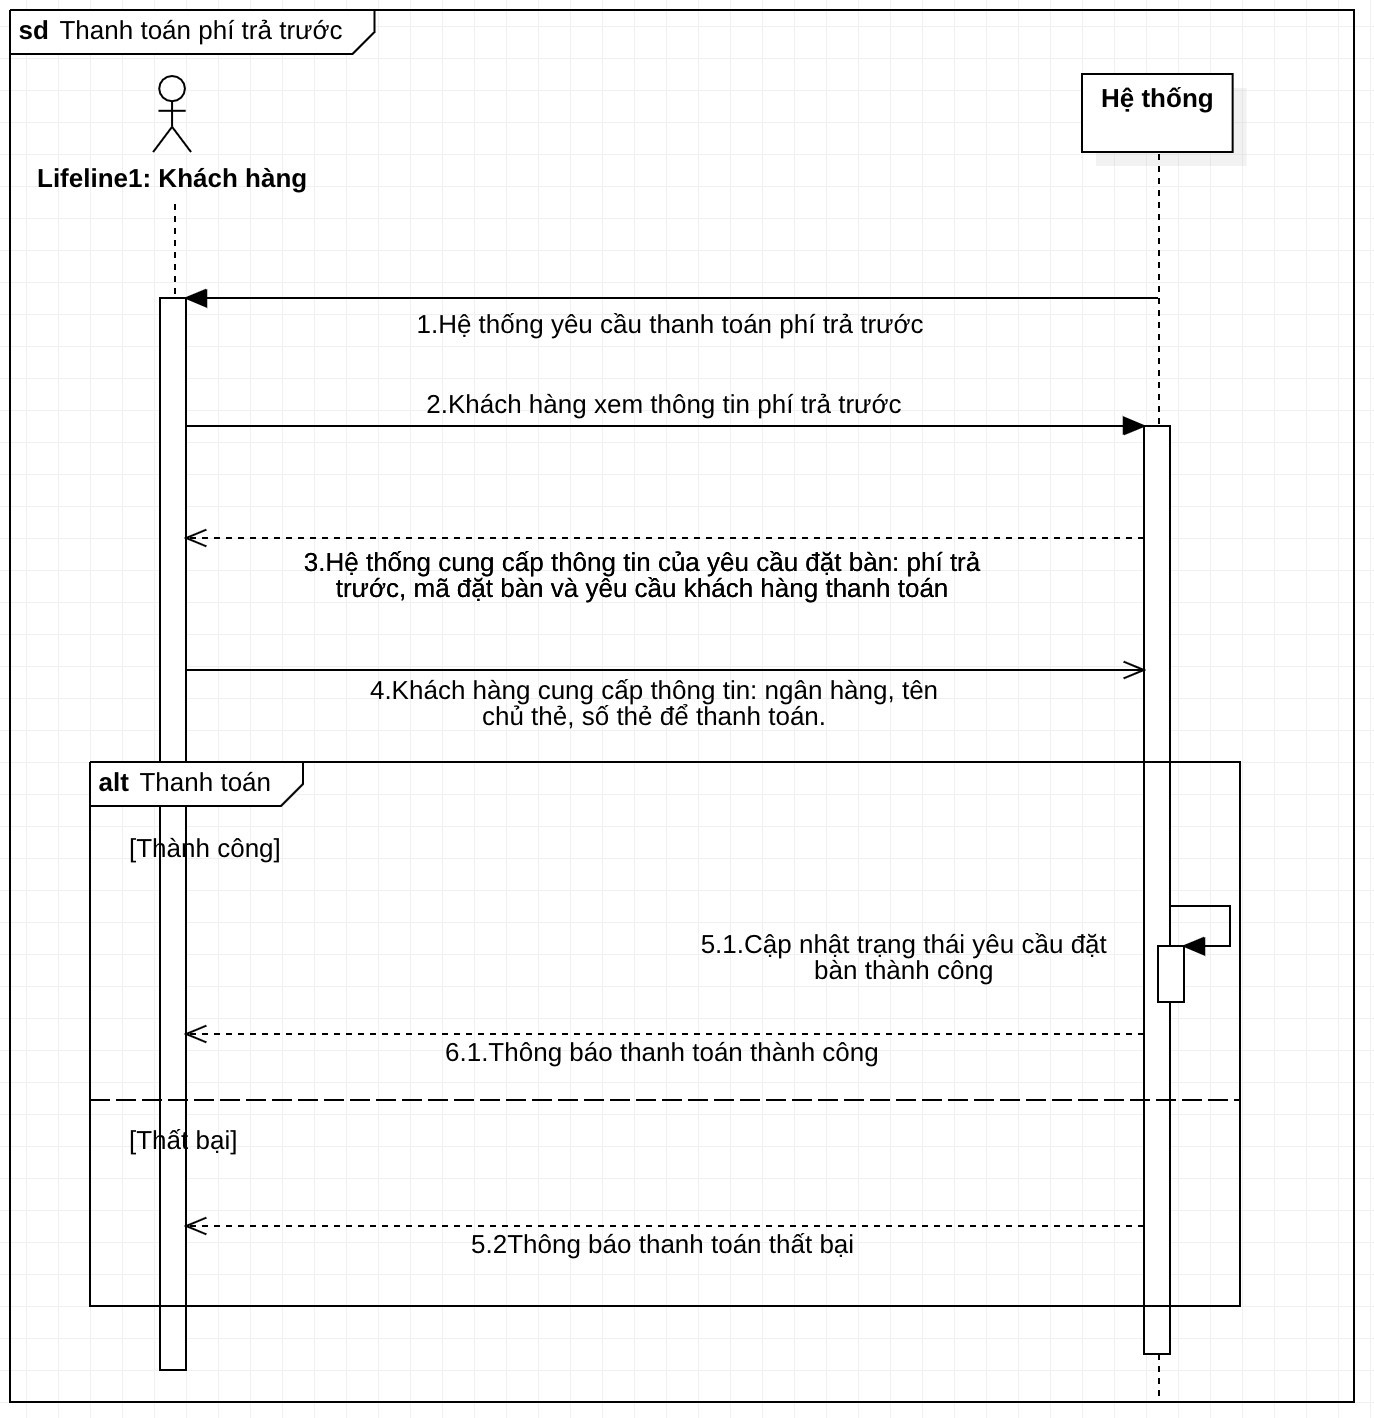 sd Thanh toán phí trả trước
Hệ thống
Lifeline1: Khách hàng
1.Hệ thống yêu cầu thanh toán phí trả trước
2.Khách hàng xem thông tin phí trả trước
3.Hệ thống cung cấp thông tin của yêu cầu đặt bàn: phí trả
trước, mã đặt bàn và yêu cầu khách hàng thanh toán
4.Khách hàng cung cấp thông tin: ngân hàng, tên
chủ thẻ, số thẻ để thanh toán.
alt Thanh toán
[Thành công]
5.1.Cập nhật trạng thái yêu cầu đặt
bàn thành công
6.1.Thông báo thanh toán thành công
[Thất bại]
5.2Thông báo thanh toán thất bại